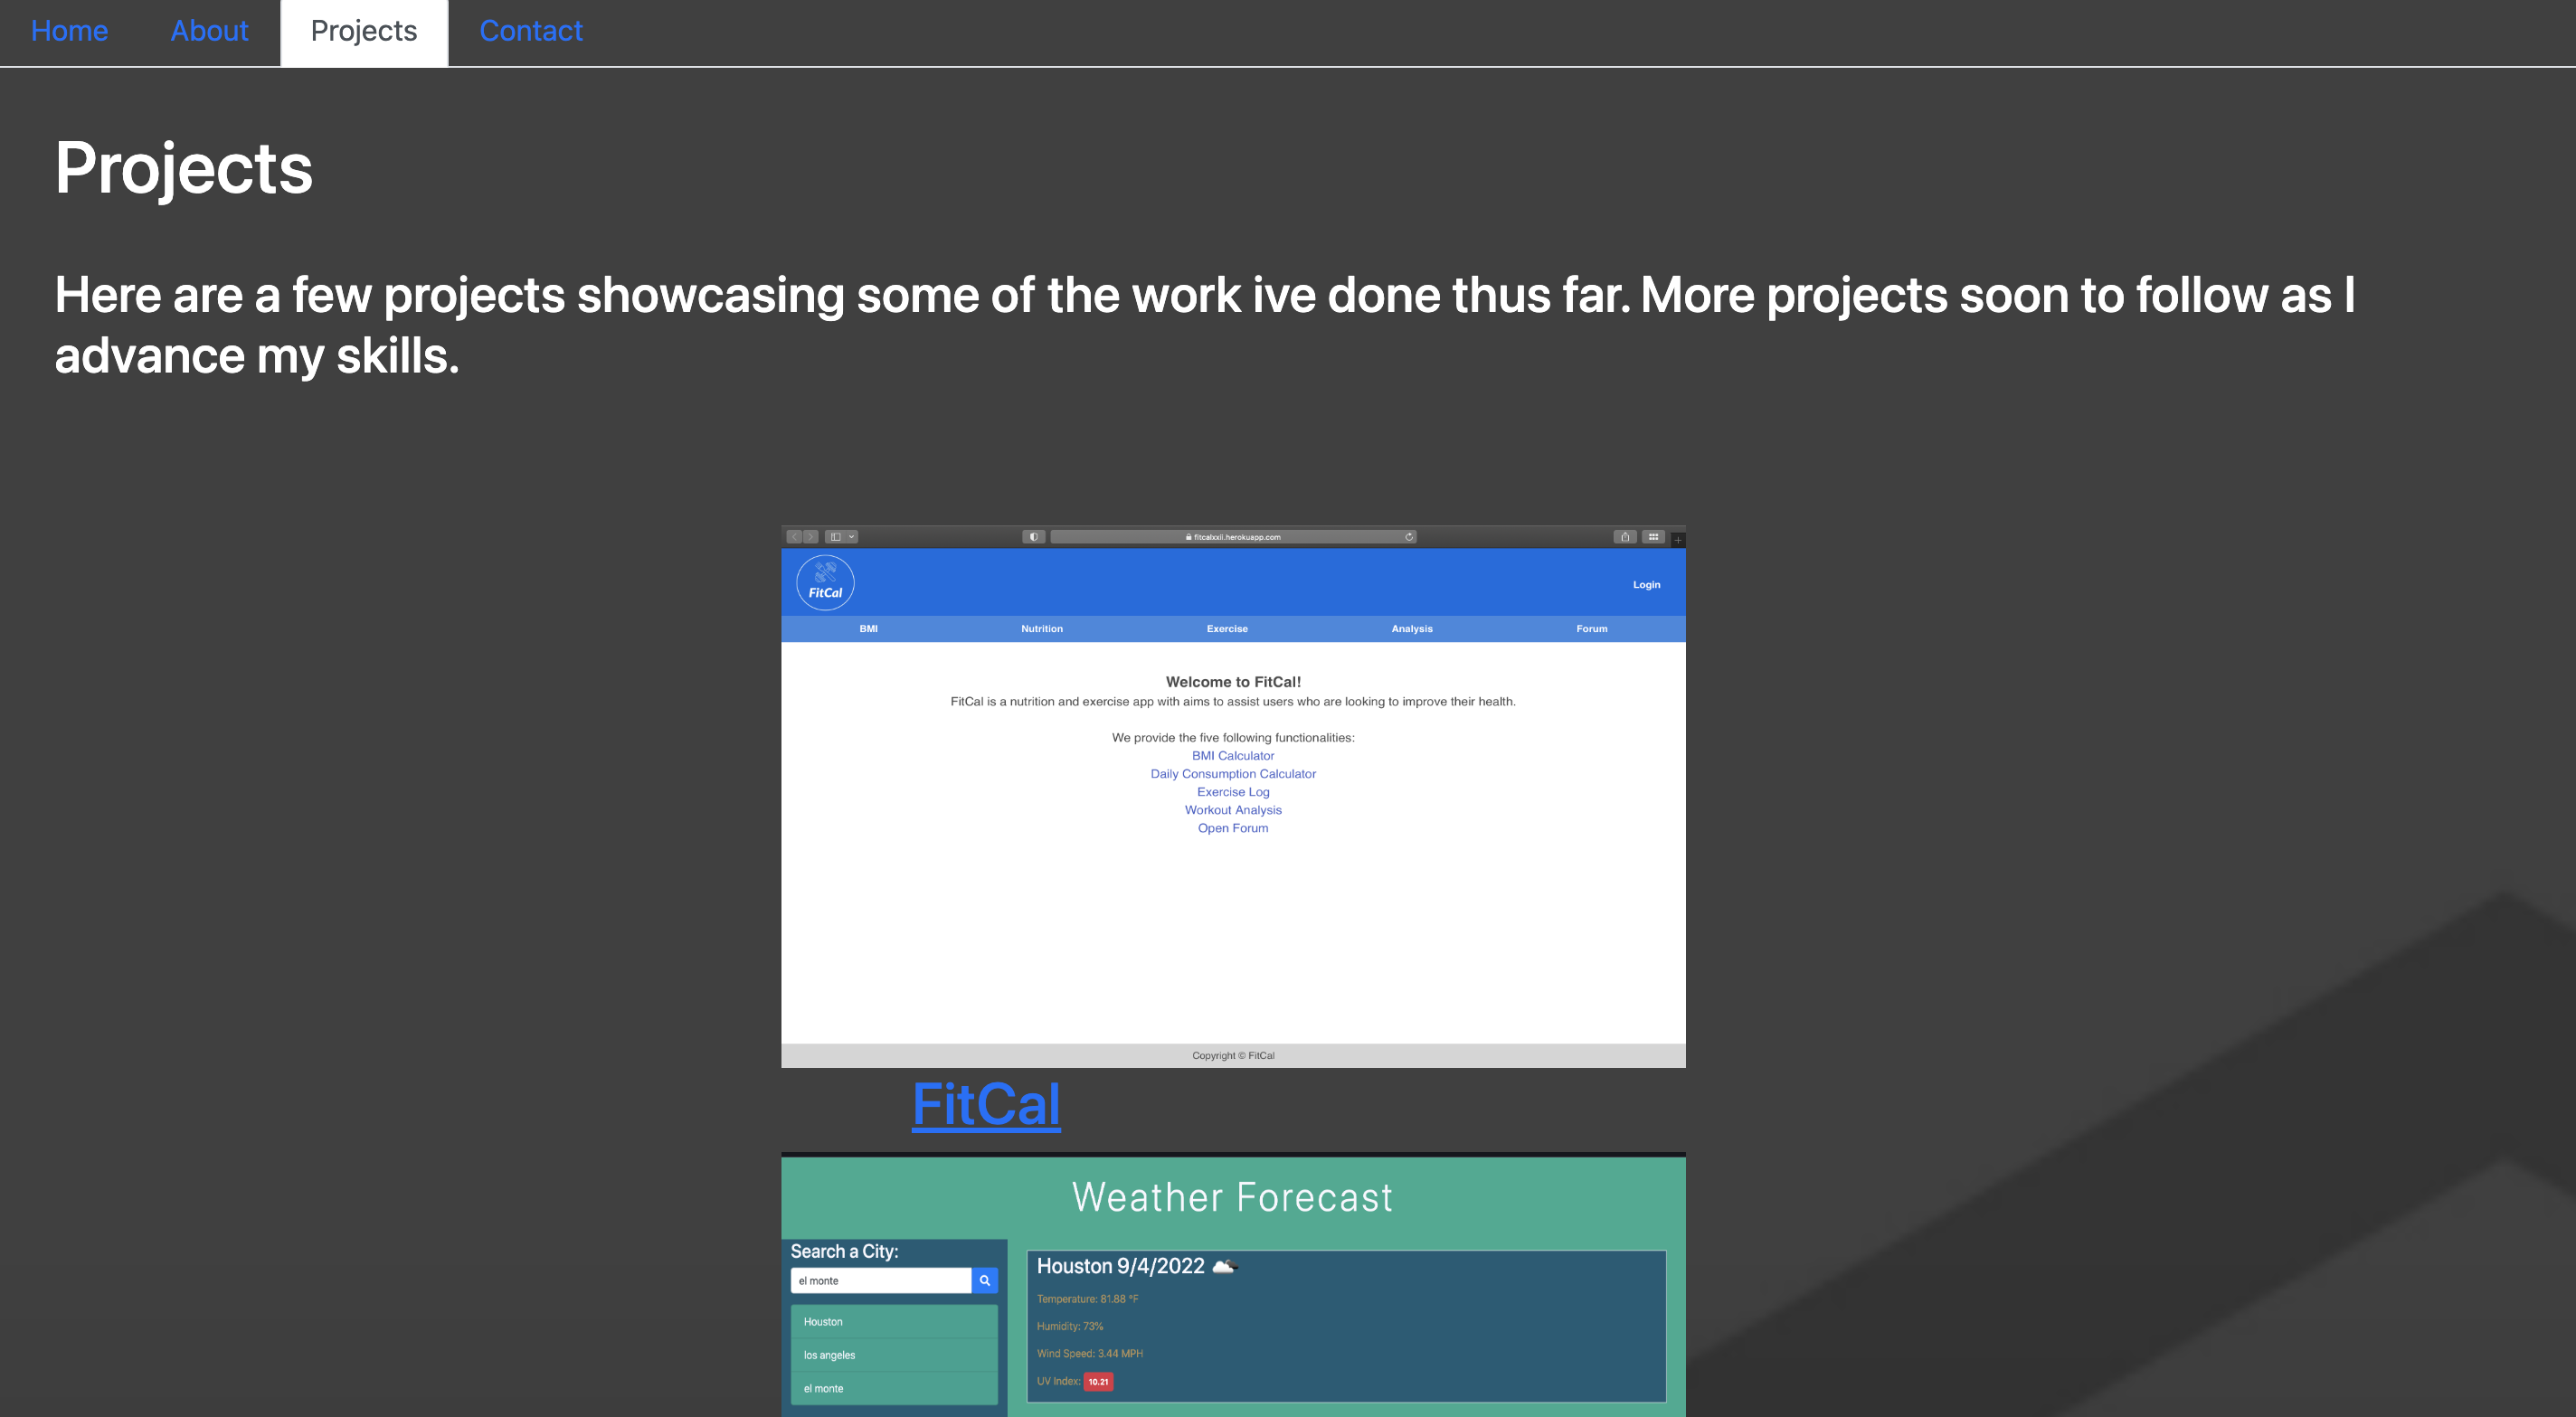 Home About Projects Contact
Projects
Here are a few projects showcasing some of the work ive done thus far. More projects soon to follow as I
advance my skills.
fitcalxxii.herokuapp.com
FitCal
Login
BMI Nutrition Exercise Analysis Forum
Welcome to FitCal!
FitCal is a nutrition and exercise app with aims to assist users who are looking to improve their health.
We provide the five following functionalities:
BMI Calculator
Daily Consumption Calculator
Exercise Log
Workout Analysis
Open Forum
Copyright © FitCal
FitCal
Weather Forecast
Search a City:
el monte
Houston
los angeles
el monte
Houston 9/4/2022
Temperature: 81.88 °F
Humidity: 73%
Wind Speed: 3.44 MPH
UV Index: 10.21